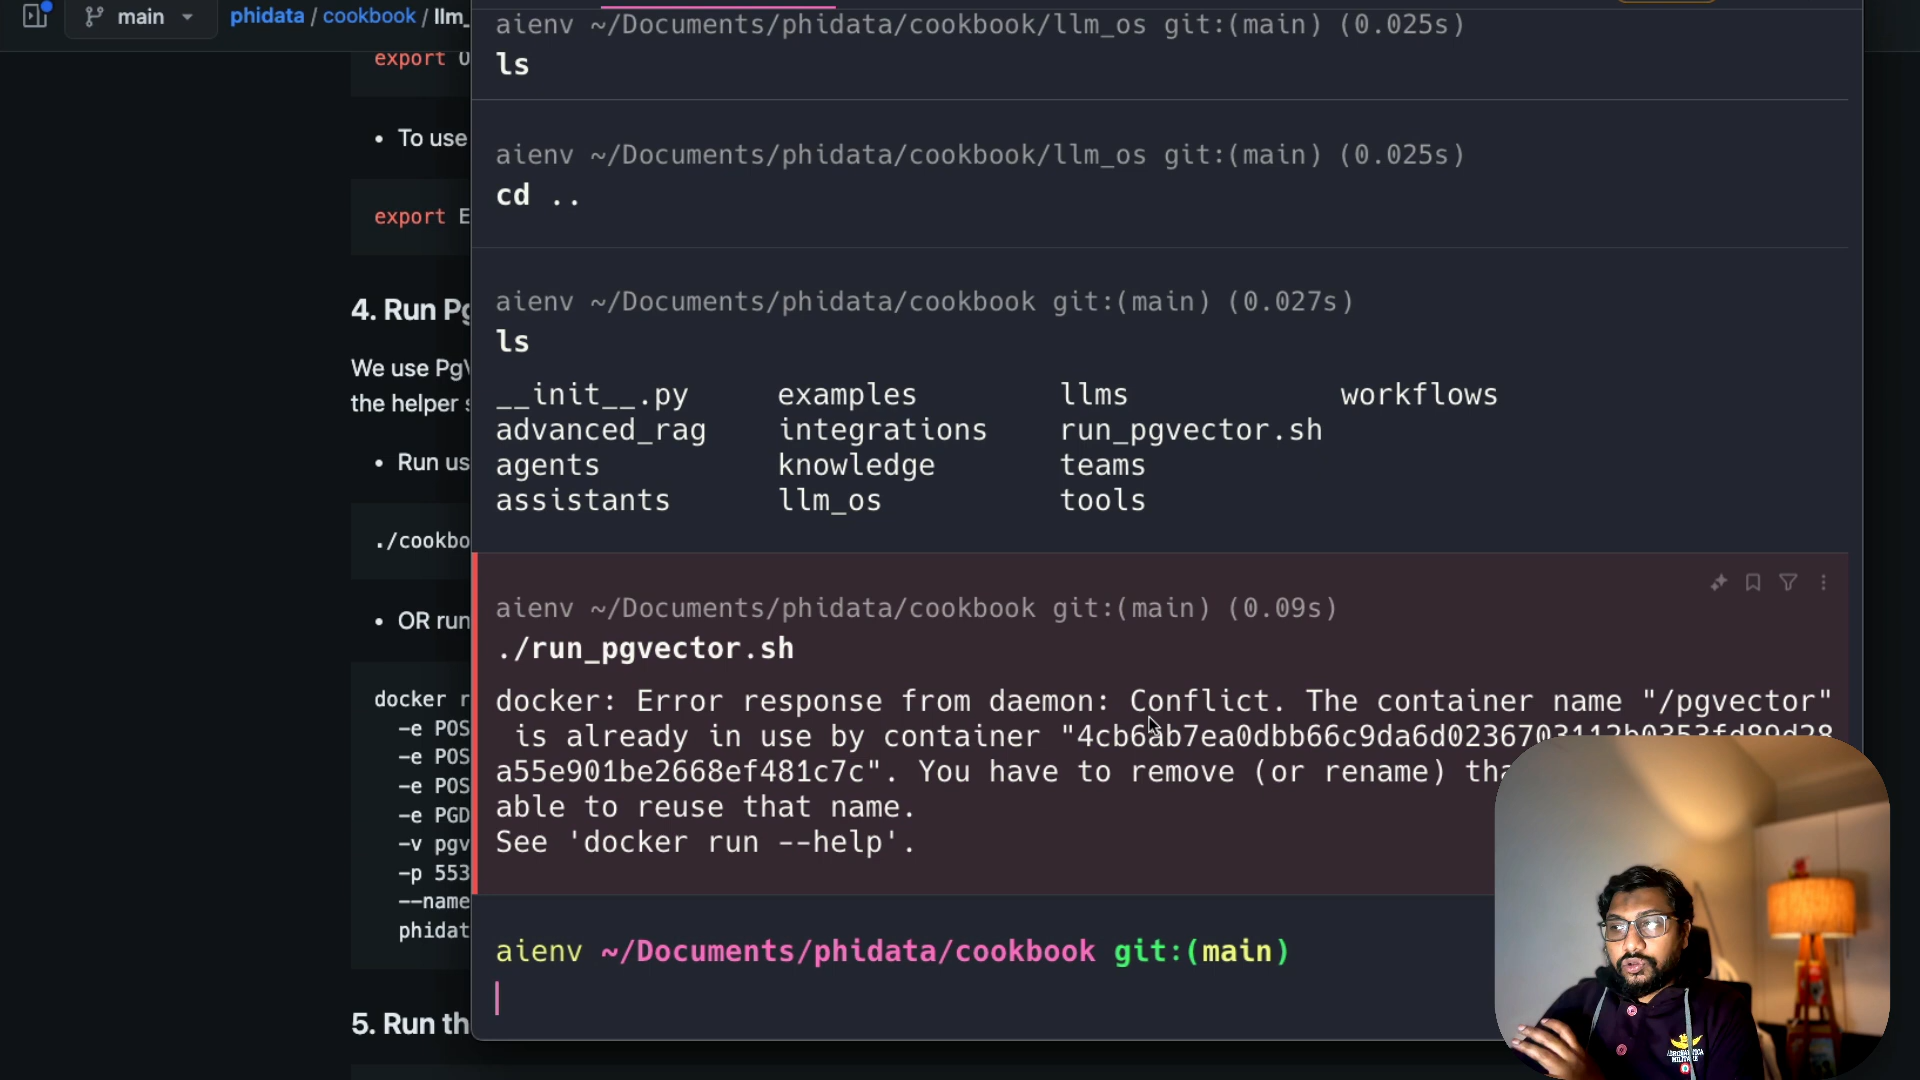 main
phidata / cookbook / llm_
export
To use
export E
4. Run Pg
We use Pg
the helper s
Run us
./cookbo
OR run
docker r
-e POS
-e POS
-e POS
-e PGD
-v pgv
-p 553
--name
phidat
5. Run th
aienv ~/Documents/phidata/cookbook/llm_os git:(main) (0.025s)
ls
aienv ~/Documents/phidata/cookbook/llm_os git:(main) (0.025s)
cd ..
aienv ~/Documents/phidata/cookbook git:(main) (0.027s)
ls
__init__.py examples llms workflows
advanced_rag integrations run_pgvector.sh
agents knowledge teams
assistants llm_os tools
aienv ~/Documents/phidata/cookbook git:(main) (0.09s)
./run_pgvector.sh
docker: Error response from daemon: Conflict. The container name "/pgvector"
is already in use by container "4cb6ab7ea0dbb66c9da6d0236703112b0353fd89d28
a55e901be2668ef481c7c". You have to remove (or rename) tha
able to reuse that name.
See 'docker run --help'.
aienv ~/Documents/phidata/cookbook git:(main)